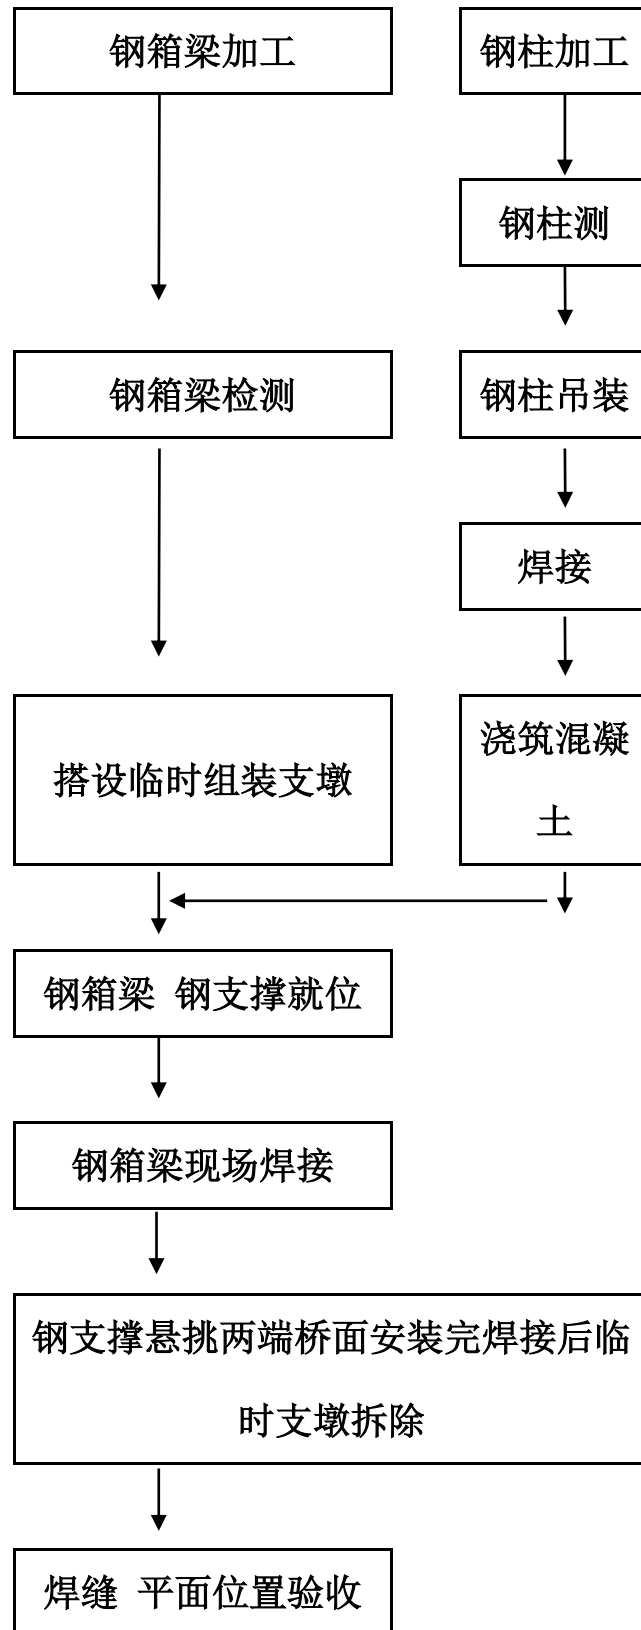 钢箱梁加工
钢柱加工
钢柱测
钢箱梁检测
钢柱吊装
焊接
搭设临时组装支墩
浇筑混凝
土
钢箱梁 钢支撑就位
钢箱梁现场焊接
钢支撑悬挑两端桥面安装完焊接后临
时支墩拆除
焊缝 平面位置验收